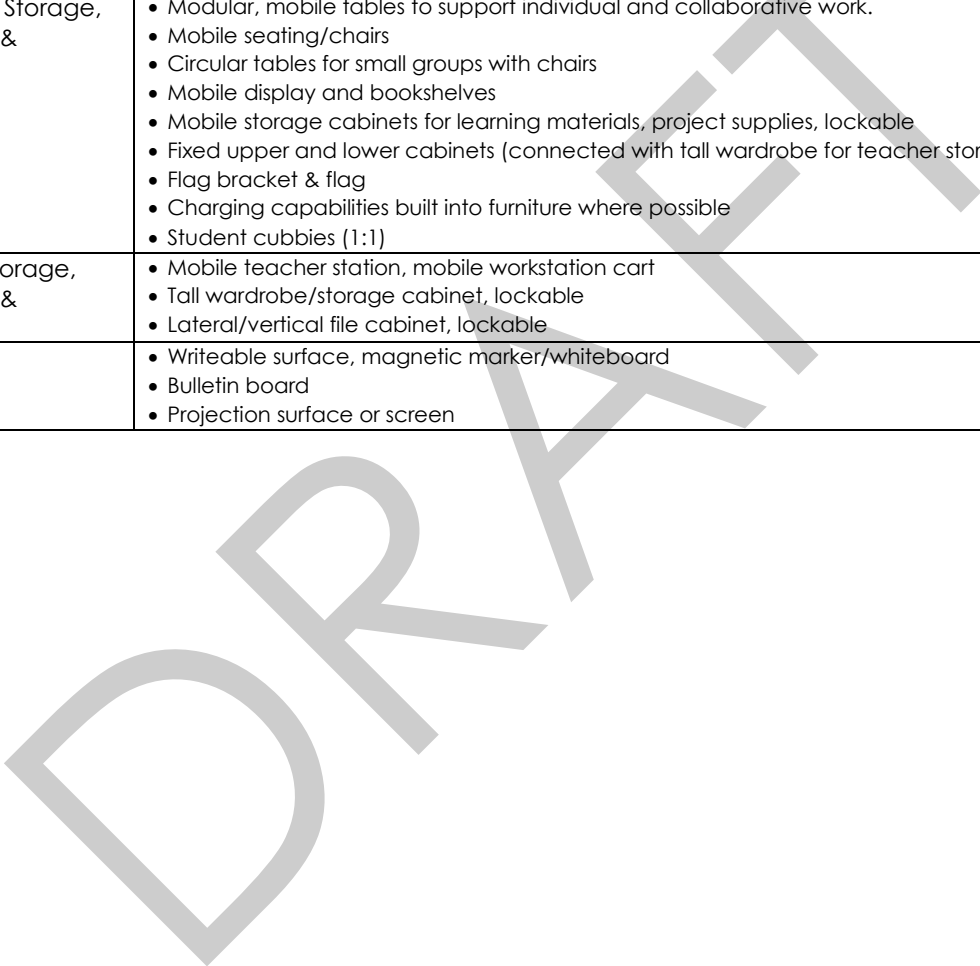 Storage,
&
• Modular, mobile tables to support individual and collaborative work.
• Mobile seating/chairs
• Circular tables for small groups with chairs
• Mobile display and bookshelves
• Mobile storage cabinets for learning materials, project supplies, lockable
• Fixed upper and lower cabinets (connected with tall wardrobe for teacher stor
• Flag bracket & flag
• Charging capabilities built into furniture where possible
• Student cubbies (1:1)
orage,
&
• Mobile teacher station, mobile workstation cart
• Tall wardrobe/storage cabinet, lockable
• Lateral/vertical file cabinet, lockable
• Writeable surface, magnetic marker/whiteboard
• Bulletin board
• Projection surface or screen
DRAFT